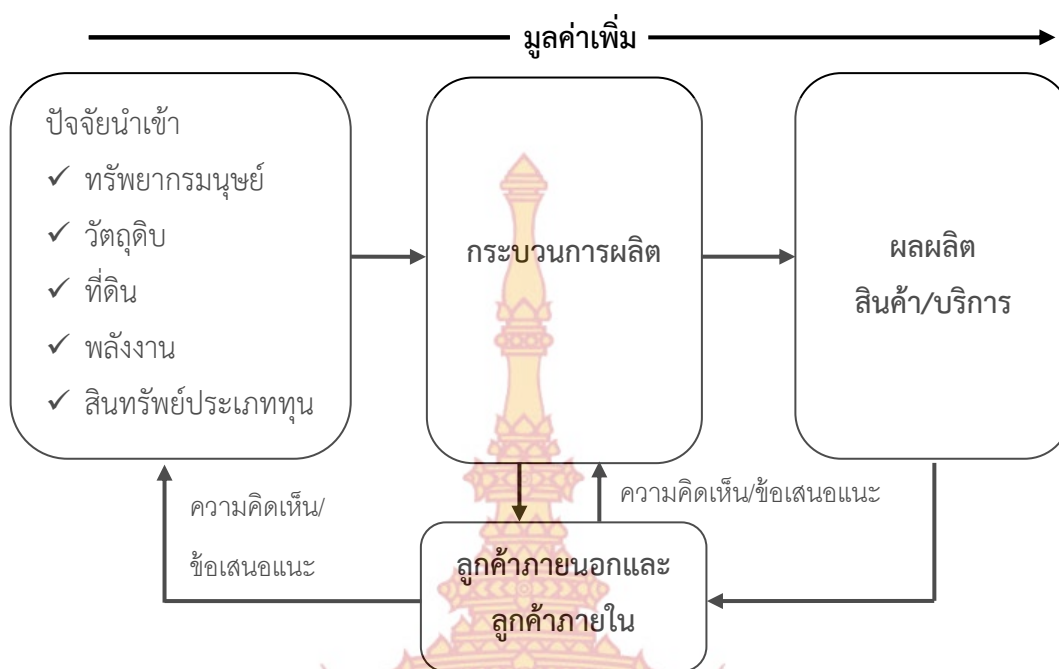 มูลค่าเพิ่ม
ปัจจัยนำเข้า
✓ ทรัพยากรมนุษย์
✓ วัตถุดิบ
✓ ที่ดิน
✓ พลังงาน
✓ สินทรัพย์ประเภททุน
กระบวนการผลิต
ผลผลิต
สินค้า/บริการ
ความคิดเห็น/
ข้อเสนอแนะ
ความคิดเห็น/ข้อเสนอแนะ
ลูกค้าภายนอกและ
ลูกค้าภายใน